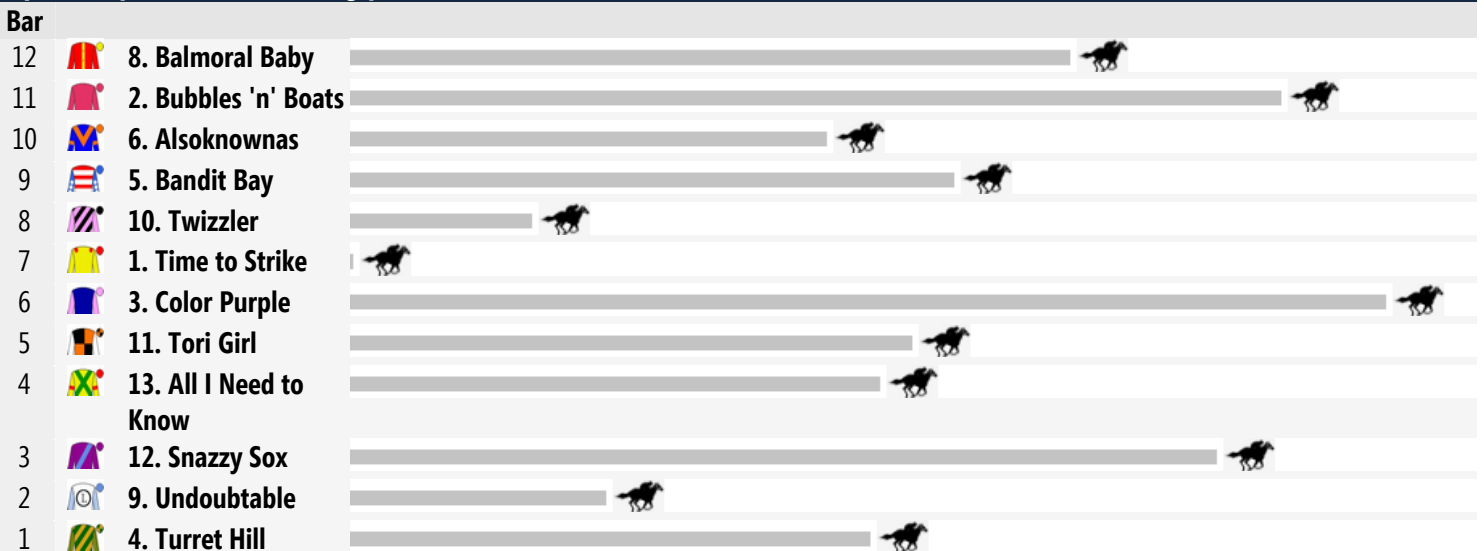 Bar
12 8. Balmoral Baby
11 2. Bubbles 'n' Boats
10 6. Alsoknownas
9 5. Bandit Bay
8 10. Twizzler
7 1. Time to Strike
6 3. Color Purple
5 11. Tori Girl
4 13. All I Need to
Know
3 12. Snazzy Sox
2 9. Undoubtable
1 4. Turret Hill